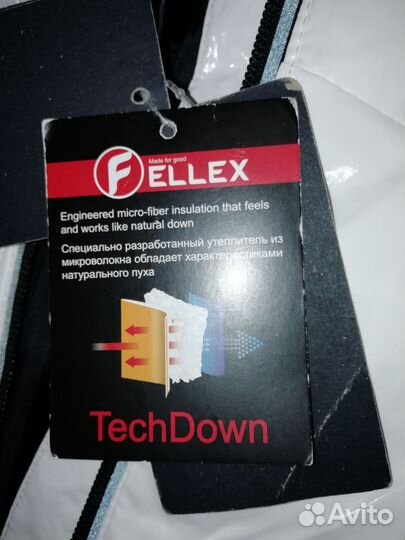 Made for good
FELLEX
Engineered micro-fiber insulation that feels
and works like natural down
Специально разработанный утеплитель из
микроволокна обладает характеристиками
натурального пуха
TechDown
Avito